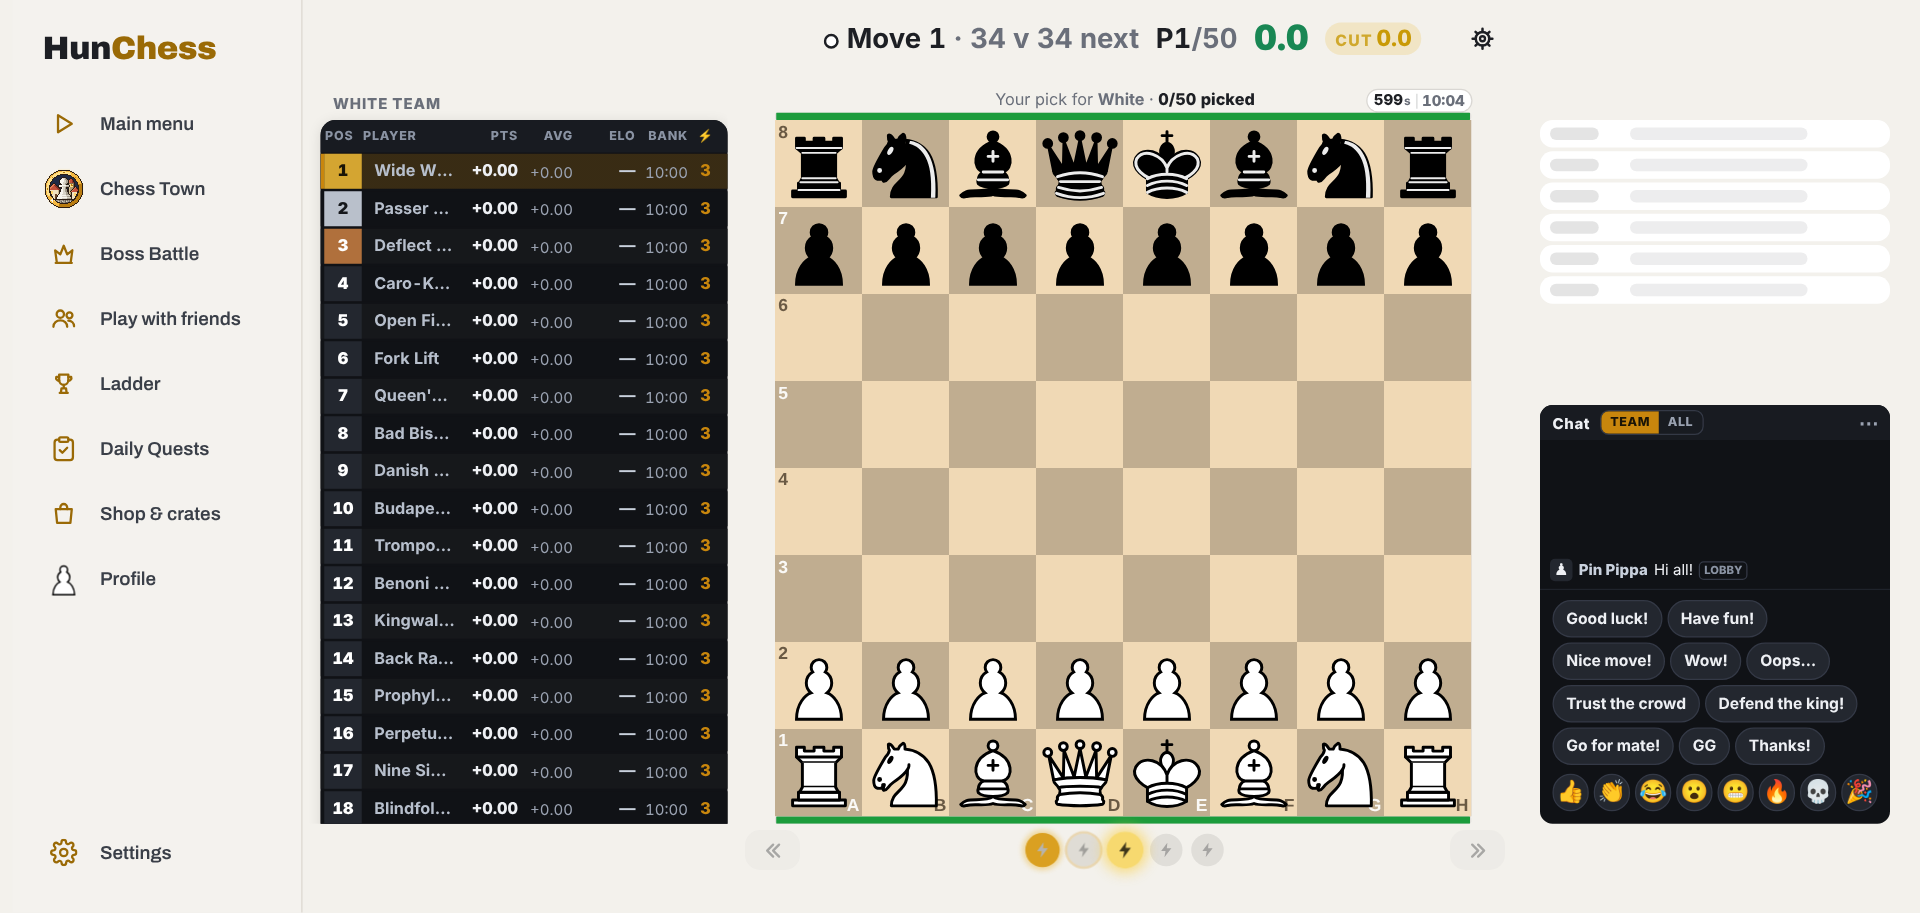 HunChess
Main menu
Chess Town
Boss Battle
Play with friends
Ladder
Daily Quests
Shop & crates
Profile
Settings
Move 1 · 34 v 34 next P1/50 0.0 CUT 0.0
WHITE TEAM
POS PLAYER PTS AVG ELO BANK
1 Wide W... +0.00 +0.00 — 10:00 3
2 Passer ... +0.00 +0.00 — 10:00 3
3 Deflect ... +0.00 +0.00 — 10:00 3
4 Caro-K... +0.00 +0.00 — 10:00 3
5 Open Fi... +0.00 +0.00 — 10:00 3
6 Fork Lift +0.00 +0.00 — 10:00 3
7 Queen'... +0.00 +0.00 — 10:00 3
8 Bad Bis... +0.00 +0.00 — 10:00 3
9 Danish ... +0.00 +0.00 — 10:00 3
10 Budape... +0.00 +0.00 — 10:00 3
11 Trompo... +0.00 +0.00 — 10:00 3
12 Benoni ... +0.00 +0.00 — 10:00 3
13 Kingwal... +0.00 +0.00 — 10:00 3
14 Back Ra... +0.00 +0.00 — 10:00 3
15 Prophyl... +0.00 +0.00 — 10:00 3
16 Perpetu... +0.00 +0.00 — 10:00 3
17 Nine Si... +0.00 +0.00 — 10:00 3
18 Blindfol... +0.00 +0.00 — 10:00 3
Your pick for White · 0/50 picked
599s 10:04
8
7
6
5
4
3
2
1
A B C D E F G H
Chat TEAM ALL ...
Pin Pippa Hi all! LOBBY
Good luck! Have fun!
Nice move! Wow! Oops...
Trust the crowd Defend the king!
Go for mate! GG Thanks!